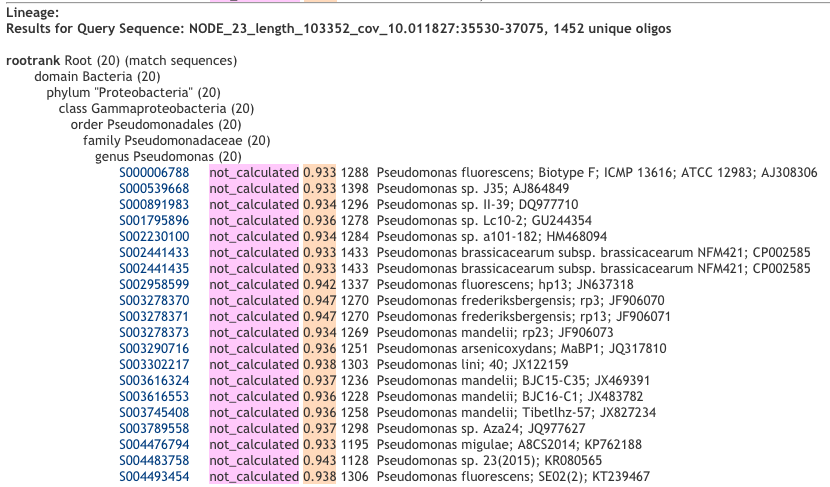 Lineage:
Results for Query Sequence: NODE_23_length_103352_cov_10.011827:35530-37075, 1452 unique oligos
rootrank Root (20) (match sequences)
domain Bacteria (20)
phylum "Proteobacteria" (20)
class Gammaproteobacteria (20)
order Pseudomonadales (20)
family Pseudomonadaceae (20)
genus Pseudomonas (20)
S000006788 not_calculated 0.933 1288 Pseudomonas fluorescens; Biotype F; ICMP 13616; ATCC 12983; AJ308306
S000539668 not_calculated 0.933 1398 Pseudomonas sp. J35; AJ864849
S000891983 not_calculated 0.934 1296 Pseudomonas sp. II-39; DQ977710
S001795896 not_calculated 0.936 1278 Pseudomonas sp. Lc10-2; GU244354
S002230100 not_calculated 0.934 1284 Pseudomonas sp. a101-182; HM468094
S002441433 not_calculated 0.933 1433 Pseudomonas brassicacearum subsp. brassicacearum NFM421; CP002585
S002441435 not_calculated 0.933 1433 Pseudomonas brassicacearum subsp. brassicacearum NFM421; CP002585
S002958599 not_calculated 0.942 1337 Pseudomonas fluorescens; hp13; JN637318
S003278370 not_calculated 0.947 1270 Pseudomonas frederiksbergensis; rp3; JF906070
S003278371 not_calculated 0.947 1270 Pseudomonas frederiksbergensis; rp13; JF906071
S003278373 not_calculated 0.934 1269 Pseudomonas mandelii; rp23; JF906073
S003290716 not_calculated 0.936 1251 Pseudomonas arsenicoxydans; MaBP1; JQ317810
S003302217 not_calculated 0.938 1303 Pseudomonas lini; 40; JX122159
S003616324 not_calculated 0.937 1236 Pseudomonas mandelii; BJC15-C35; JX469391
S003616553 not_calculated 0.936 1228 Pseudomonas mandelii; BJC16-C1; JX483782
S003745408 not_calculated 0.936 1258 Pseudomonas mandelii; Tibetlhz-57; JX827234
S003789558 not_calculated 0.937 1298 Pseudomonas sp. Aza24; JQ977627
S004476794 not_calculated 0.933 1195 Pseudomonas migulae; A8CS2014; KP762188
S004483758 not_calculated 0.943 1128 Pseudomonas sp. 23(2015); KR080565
S004493454 not_calculated 0.938 1306 Pseudomonas fluorescens; SE02(2); KT239467